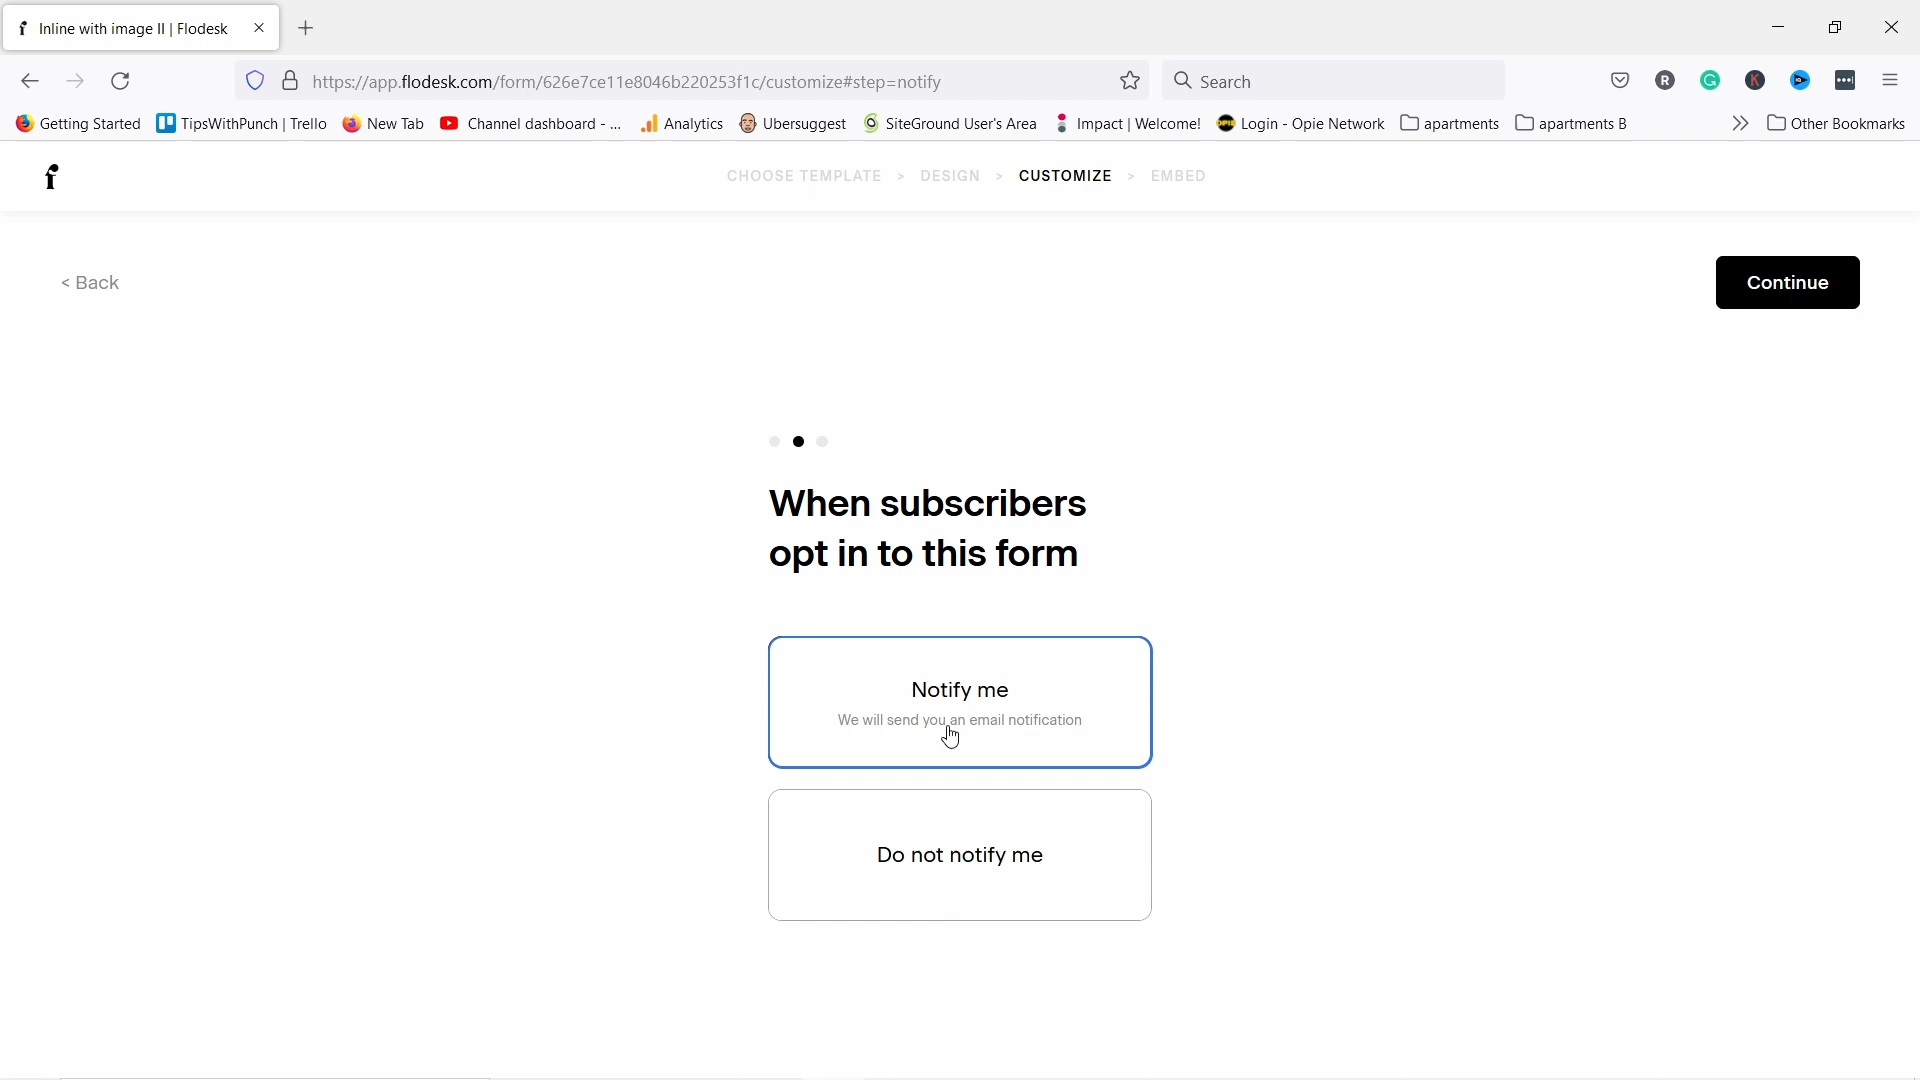 Inline with image II | Flodesk
https://app.flodesk.com/form/626e7ce11e8046b220253f1c/customize#step=notify
Search
R
G
K
Getting Started
TipsWithPunch | Trello
New Tab
Channel dashboard - ...
Analytics
Ubersuggest
SiteGround User's Area
Impact | Welcome!
Login - Opie Network
apartments
apartments B
Other Bookmarks
CHOOSE TEMPLATE > DESIGN > CUSTOMIZE > EMBED
< Back
Continue
When subscribers
opt in to this form
Notify me
We will send you an email notification
Do not notify me